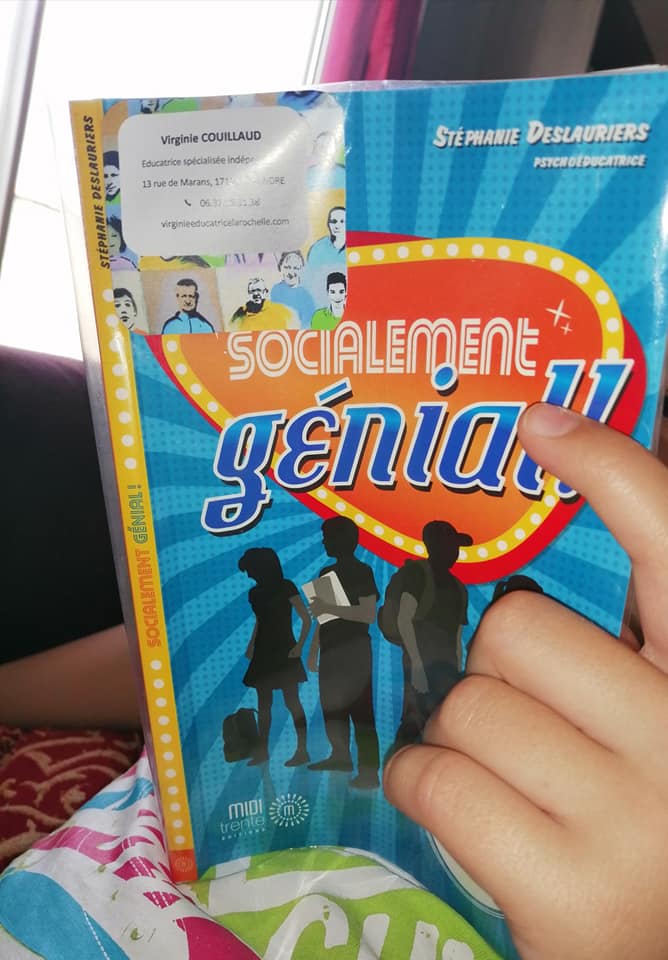 Virginie COUILLAUD
Educatrice spécialisée
13 rue de Marans,
virginieeducatricelarochelle.com
STÉPHANIE DESLAURIERS
PSYCHOÉDUCATRICE
SOCIALEMENT
génial!
MIDI
trente
ÉDITIONS
M
STÉPHANIE DESLAURIERS
SOCIALEMENT GÉNIAL!